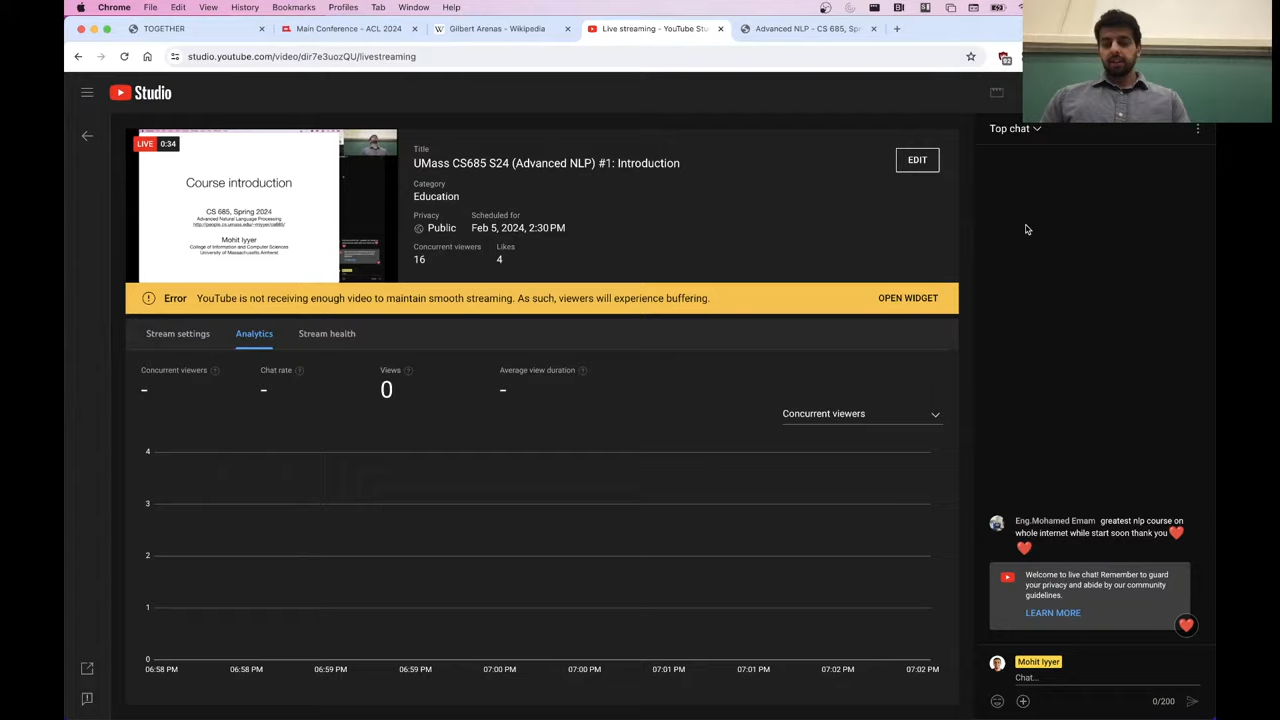 Chrome File Edit View History Bookmarks Profiles Tab Window Help
TOGETHER
Main Conference - ACL 2024
Gilbert Arenas - Wikipedia
Live streaming - YouTube Stu
Advanced NLP - CS 685, Spr
studio.youtube.com/video/dir7e3uozQU/livestreaming
92
Studio
Top chat
LIVE 0:34
Course introduction
CS 685, Spring 2024
Advanced Natural Language Processing
http://people.cs.umass.edu/~miyyer/cs685/
Mohit Iyyer
College of Information and Computer Sciences
University of Massachusetts Amherst
Title
UMass CS685 S24 (Advanced NLP) #1: Introduction
EDIT
Category
Education
Privacy Scheduled for
Public Feb 5, 2024, 2:30 PM
Concurrent viewers Likes
16 4
Error YouTube is not receiving enough video to maintain smooth streaming. As such, viewers will experience buffering. OPEN WIDGET
Stream settings Analytics Stream health
Concurrent viewers Chat rate Views Average view duration
- - 0 -
Concurrent viewers
4
3
2
1
0
06:58 PM 06:58 PM 06:59 PM 06:59 PM 07:00 PM 07:00 PM 07:01 PM 07:01 PM 07:02 PM 07:02 PM
Eng.Mohamed Emam greatest nlp course on
whole internet while start soon thank you
Welcome to live chat! Remember to guard
your privacy and abide by our community
guidelines.
LEARN MORE
Mohit Iyyer
Chat...
0/200